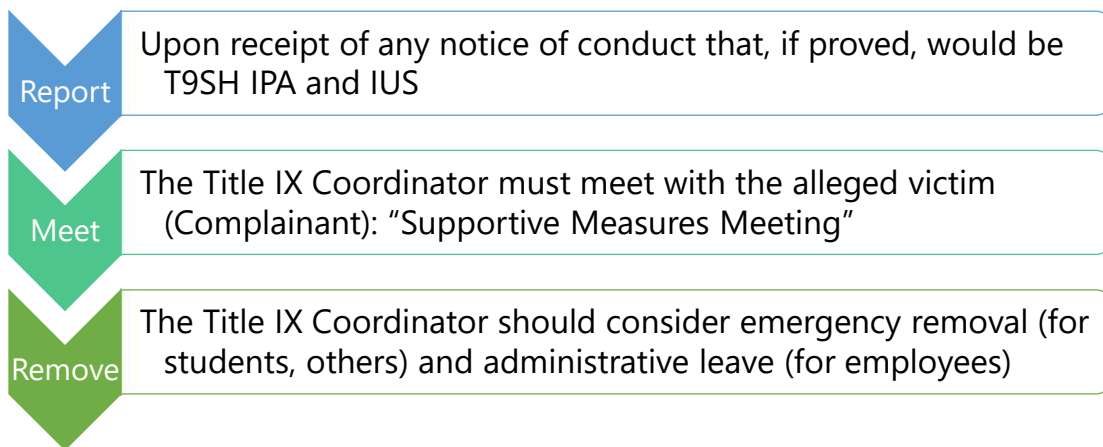 Report
Upon receipt of any notice of conduct that, if proved, would be
T9SH IPA and IUS
Meet
The Title IX Coordinator must meet with the alleged victim
(Complainant): “Supportive Measures Meeting”
Remove
The Title IX Coordinator should consider emergency removal (for
students, others) and administrative leave (for employees)